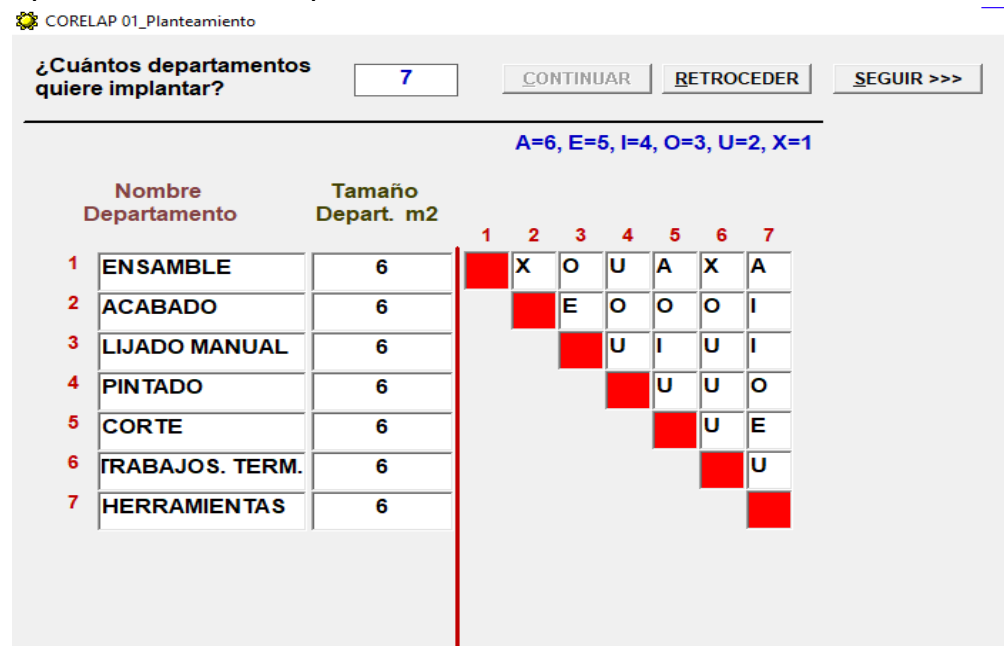 CORELAP 01_Planteamiento
¿Cuántos departamentos quiere implantar? 7 CONTINUAR RETROCEDER SEGUIR >>>
A=6, E=5, I=4, O=3, U=2, X=1
Nombre Departamento Tamaño Depart. m2
1 2 3 4 5 6 7
1 ENSAMBLE 6 X O U A X A
2 ACABADO 6 E O O O I
3 LIJADO MANUAL 6 U I U I
4 PINTADO 6 U U O
5 CORTE 6 U E
6 TRABAJOS. TERM. 6 U
7 HERRAMIENTAS 6